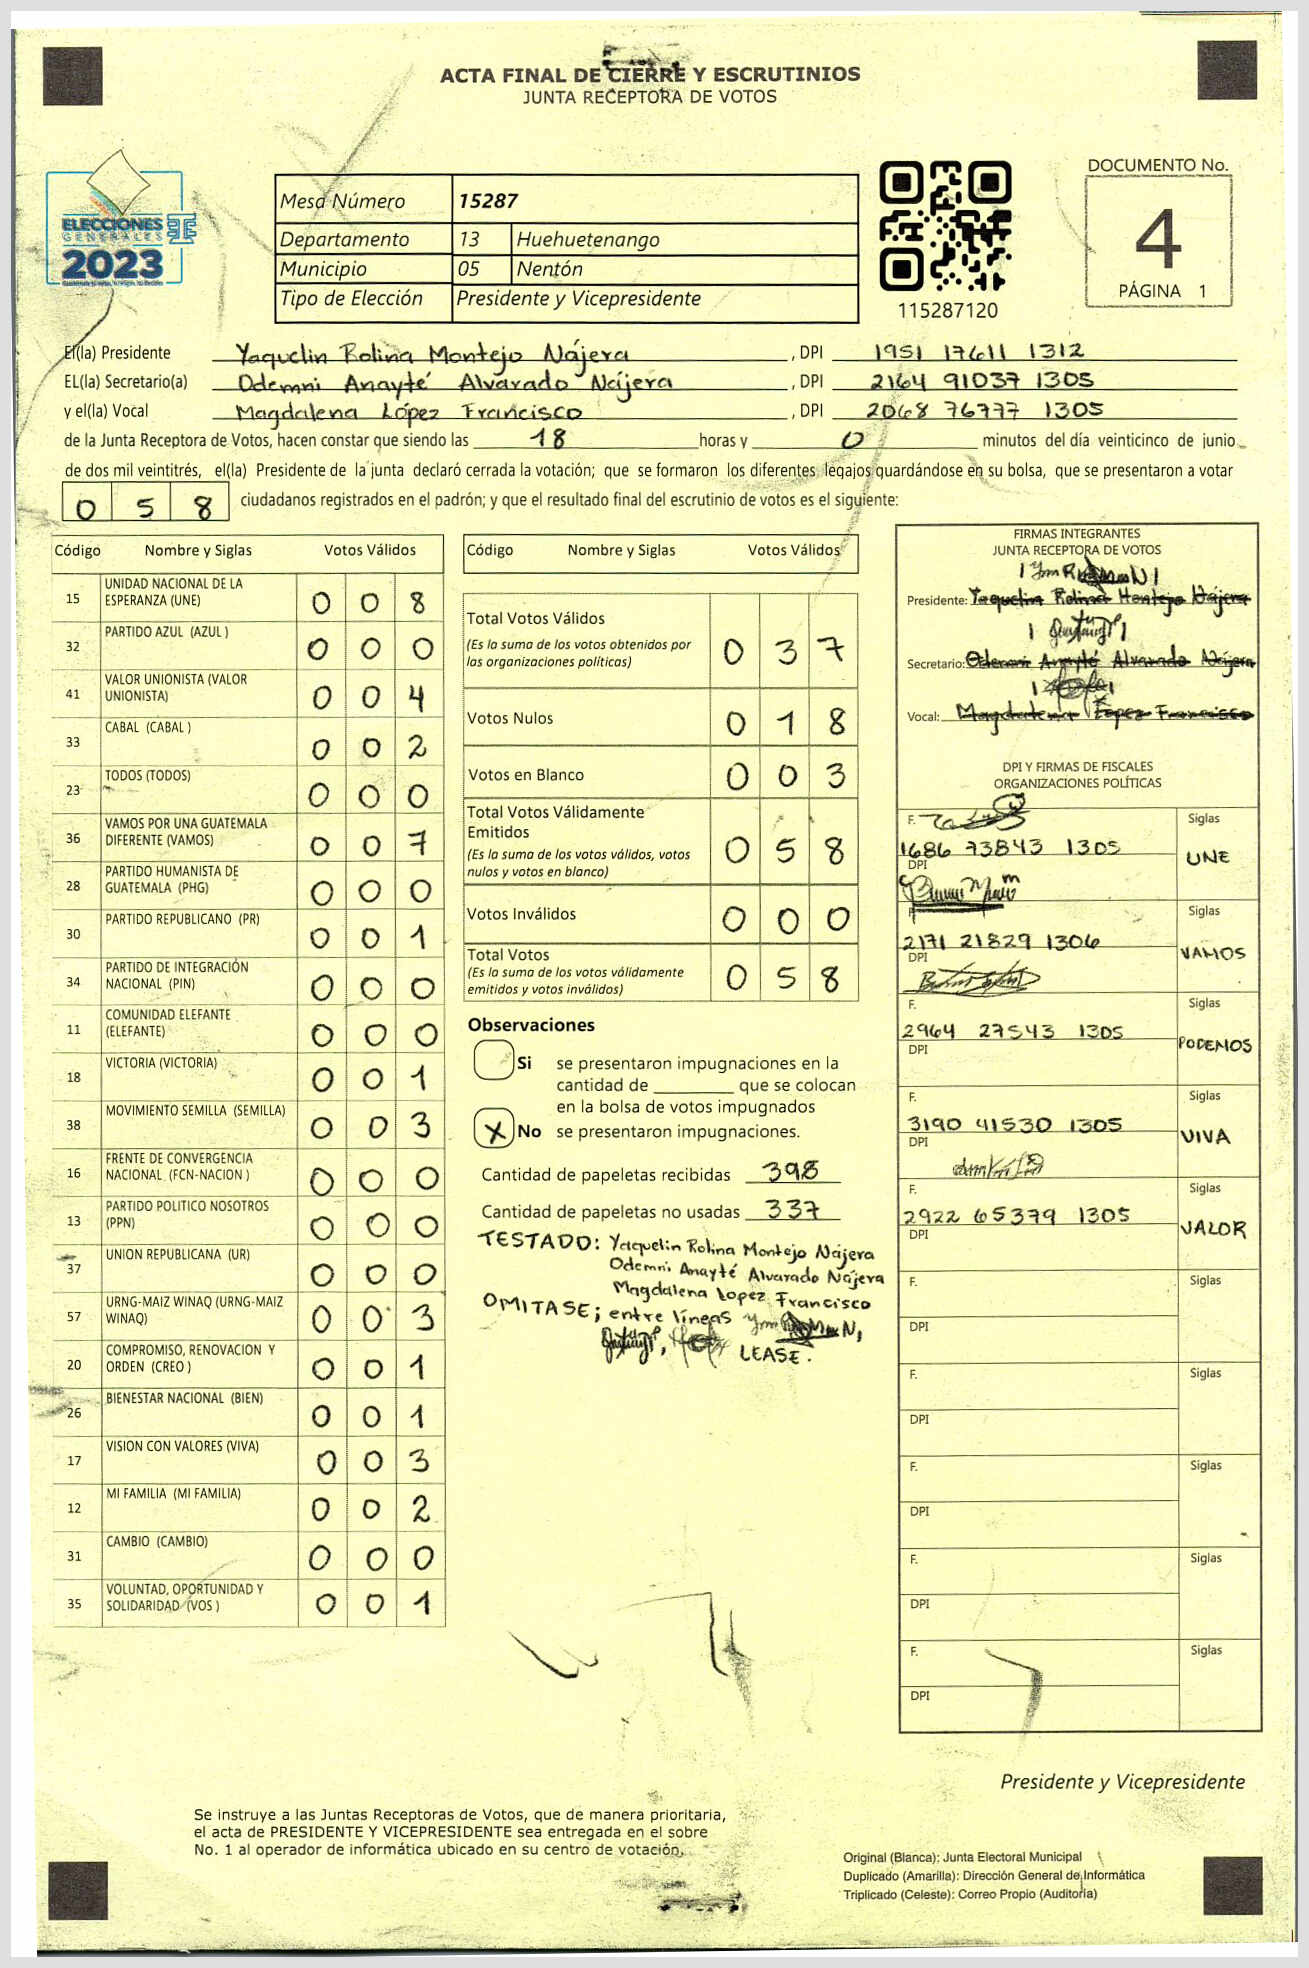 ACTA FINAL DE CIERRE Y ESCRUTINIOS
JUNTA RECEPTORA DE VOTOS
ELECCIONES
GENERALES
2023
Mesa Número 15287
Departamento 13 Huehuetenango
Municipio 05 Nentón
Tipo de Elección Presidente y Vicepresidente
115287120
DOCUMENTO No.
4
PÁGINA 1
El(la) Presidente Yaquelin Rolina Montejo Nájera , DPI 1951 17611 1312
EL(la) Secretario(a) Odemni Anayté Alvarado Nájera , DPI 2164 91037 1305
y el(la) Vocal Magdalena López Francisco , DPI 2068 76777 1305
de la Junta Receptora de Votos, hacen constar que siendo las 18 horas y 0 minutos del día veinticinco de junio
de dos mil veintitrés, el(la) Presidente de la junta declaró cerrada la votación; que se formaron los diferentes legajos guardándose en su bolsa, que se presentaron a votar
0 5 8 ciudadanos registrados en el padrón; y que el resultado final del escrutinio de votos es el siguiente:
Código Nombre y Siglas Votos Válidos
15 UNIDAD NACIONAL DE LA ESPERANZA (UNE) 0 0 8
32 PARTIDO AZUL (AZUL ) 0 0 0
41 VALOR UNIONISTA (VALOR UNIONISTA) 0 0 4
33 CABAL (CABAL ) 0 0 2
23 TODOS (TODOS) 0 0 0
36 VAMOS POR UNA GUATEMALA DIFERENTE (VAMOS) 0 0 7
28 PARTIDO HUMANISTA DE GUATEMALA (PHG) 0 0 0
30 PARTIDO REPUBLICANO (PR) 0 0 1
34 PARTIDO DE INTEGRACIÓN NACIONAL (PIN) 0 0 0
11 COMUNIDAD ELEFANTE (ELEFANTE) 0 0 0
18 VICTORIA (VICTORIA) 0 0 1
38 MOVIMIENTO SEMILLA (SEMILLA) 0 0 3
16 FRENTE DE CONVERGENCIA NACIONAL (FCN-NACION ) 0 0 0
13 PARTIDO POLITICO NOSOTROS (PPN) 0 0 0
37 UNION REPUBLICANA (UR) 0 0 0
57 URNG-MAIZ WINAQ (URNG-MAIZ WINAQ) 0 0 3
20 COMPROMISO, RENOVACION Y ORDEN (CREO ) 0 0 1
26 BIENESTAR NACIONAL (BIEN) 0 0 1
17 VISION CON VALORES (VIVA) 0 0 3
12 MI FAMILIA (MI FAMILIA) 0 0 2
31 CAMBIO (CAMBIO) 0 0 0
35 VOLUNTAD, OPORTUNIDAD Y SOLIDARIDAD (VOS ) 0 0 1
Código Nombre y Siglas Votos Válidos
Total Votos Válidos 0 3 7
(Es la suma de los votos obtenidos por
las organizaciones políticas)
Votos Nulos 0 1 8
Votos en Blanco 0 0 3
Total Votos Válidamente
Emitidos 0 5 8
(Es la suma de los votos válidos, votos
nulos y votos en blanco)
Votos Inválidos 0 0 0
Total Votos 0 5 8
(Es la suma de los votos válidamente
emitidos y votos inválidos)
Observaciones
Si se presentaron impugnaciones en la
cantidad de que se colocan
en la bolsa de votos impugnados
X No se presentaron impugnaciones.
Cantidad de papeletas recibidas 398
Cantidad de papeletas no usadas 337
TESTADO: Yaquelin Rolina Montejo Nájera
Odemni Anayté Alvarado Nájera
Magdalena Lopez Francisco
OMITASE; entre líneas
LEASE.
FIRMAS INTEGRANTES
JUNTA RECEPTORA DE VOTOS
Presidente: Yaquelin Rolina Montejo Nájera
Secretario: Odemni Anayté Alvarado Nájera
Vocal: Magdalena López Francisco
DPI Y FIRMAS DE FISCALES
ORGANIZACIONES POLÍTICAS
F. Siglas
1686 73843 1305 UNE
DPI
F. Siglas
2171 21829 1306 VAMOS
DPI
F. Siglas
2964 27543 1305 PODEMOS
DPI
F. Siglas
3190 41530 1305 VIVA
DPI
F. Siglas
2922 65379 1305 VALOR
DPI
F. Siglas
DPI
F. Siglas
DPI
F. Siglas
DPI
F. Siglas
DPI
F. Siglas
DPI
Presidente y Vicepresidente
Se instruye a las Juntas Receptoras de Votos, que de manera prioritaria,
el acta de PRESIDENTE Y VICEPRESIDENTE sea entregada en el sobre
No. 1 al operador de informática ubicado en su centro de votación.
Original (Blanca): Junta Electoral Municipal
Duplicado (Amarilla): Dirección General de Informática
Triplicado (Celeste): Correo Propio (Auditoría)